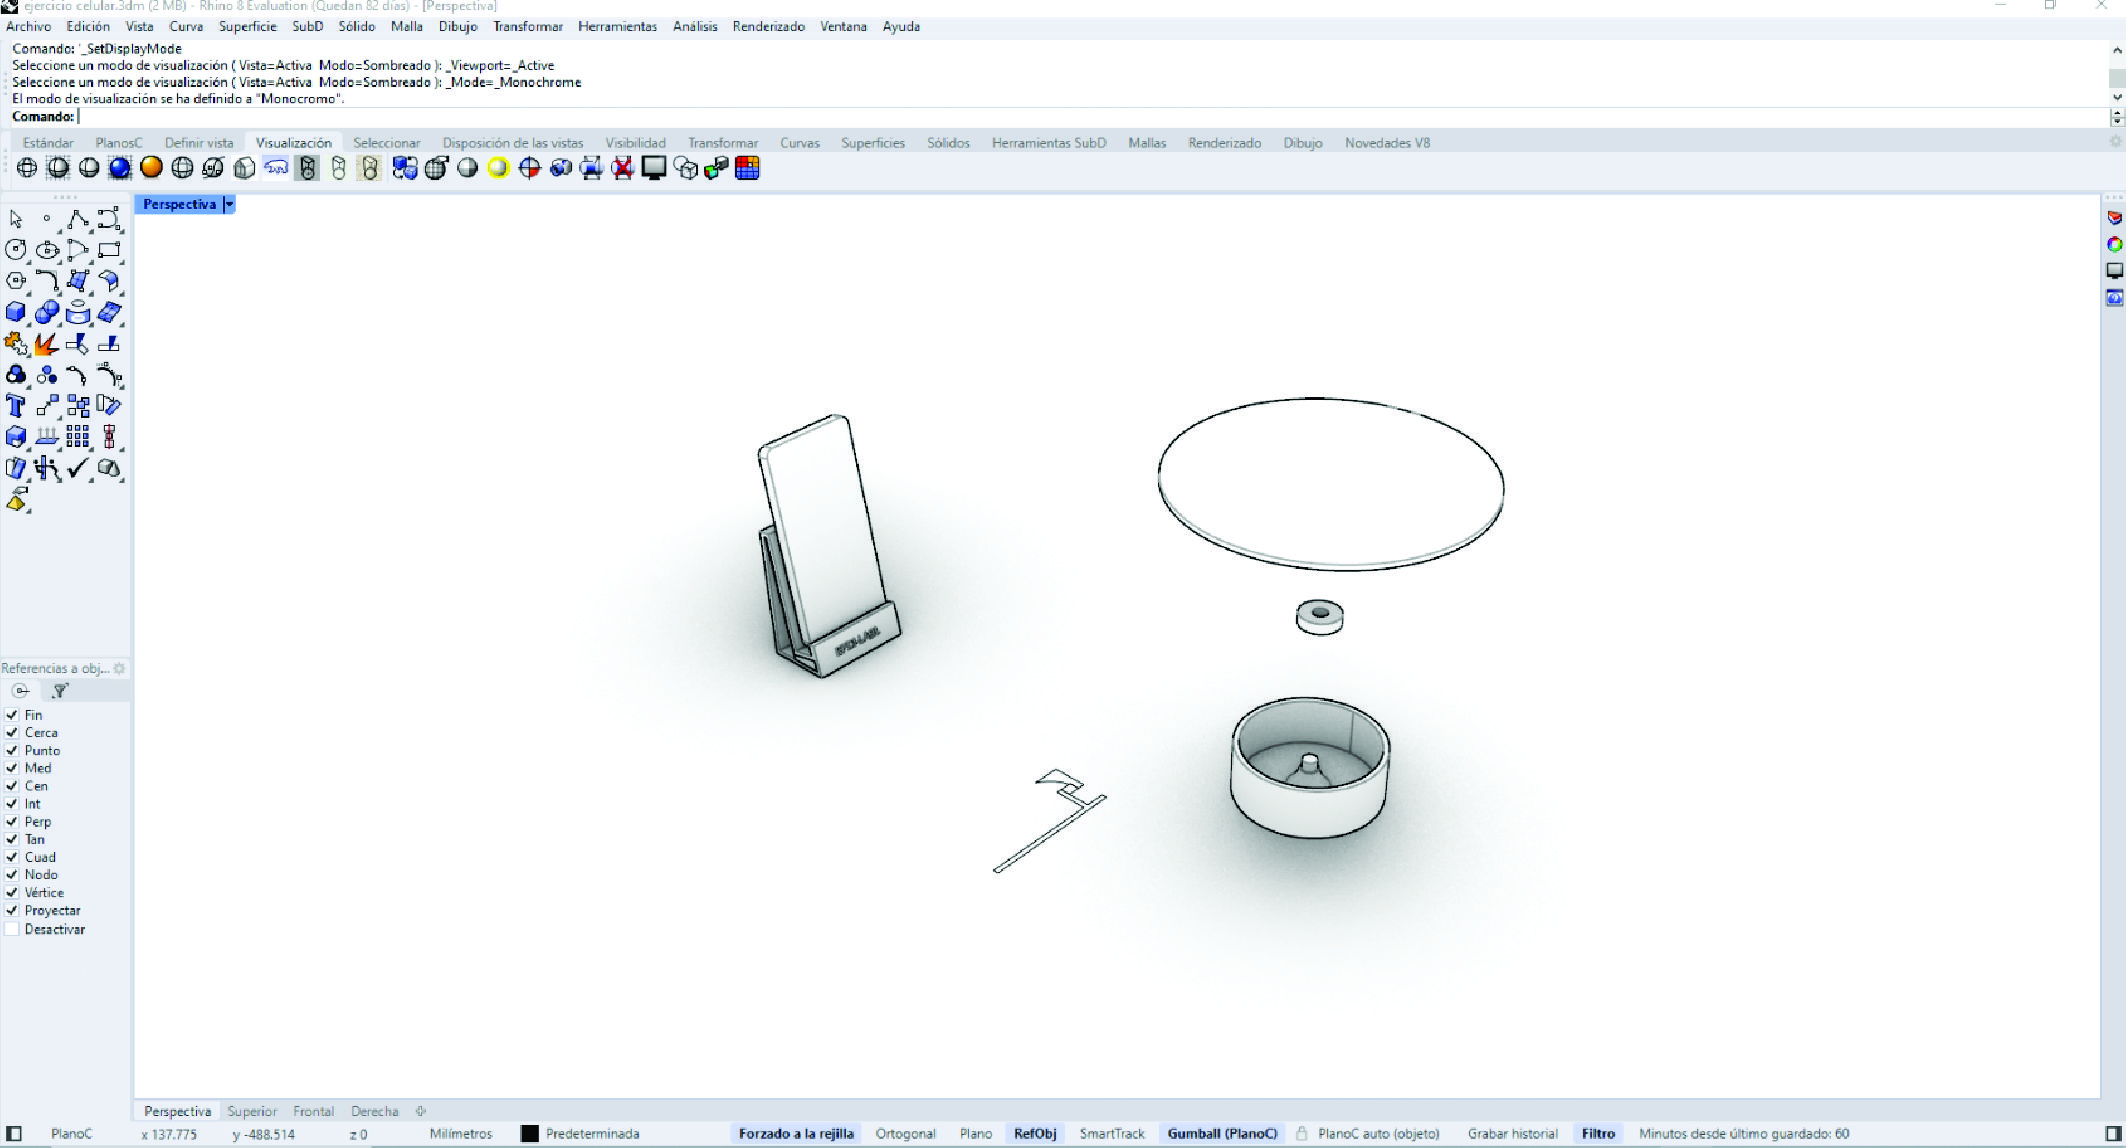 ejercicio celular.3dm (2 MB) - Rhino 8 Evaluation (Quedan 82 días) - [Perspectiva]
Archivo Edición Vista Curva Superficie SubD Sólido Malla Dibujo Transformar Herramientas Análisis Renderizado Ventana Ayuda
Comando: '_SetDisplayMode
Seleccione un modo de visualización ( Vista=Activa Modo=Sombreado ): _Viewport=_Active
Seleccione un modo de visualización ( Vista=Activa Modo=Sombreado ): _Mode=_Monochrome
El modo de visualización se ha definido a "Monocromo".
Comando:
Estándar PlanosC Definir vista Visualización Seleccionar Disposición de las vistas Visibilidad Transformar Curvas Superficies Sólidos Herramientas SubD Mallas Renderizado Dibujo Novedades V8
Perspectiva
Referencias a obj...
Fin
Cerca
Punto
Med
Cen
Int
Perp
Tan
Cuad
Nodo
Vértice
Proyectar
Desactivar
Perspectiva Superior Frontal Derecha
PlanoC x 137.775 y -488.514 z 0 Milímetros Predeterminada Forzado a la rejilla Ortogonal Plano RefObj SmartTrack Gumball (PlanoC) PlanoC auto (objeto) Grabar historial Filtro Minutos desde último guardado: 60